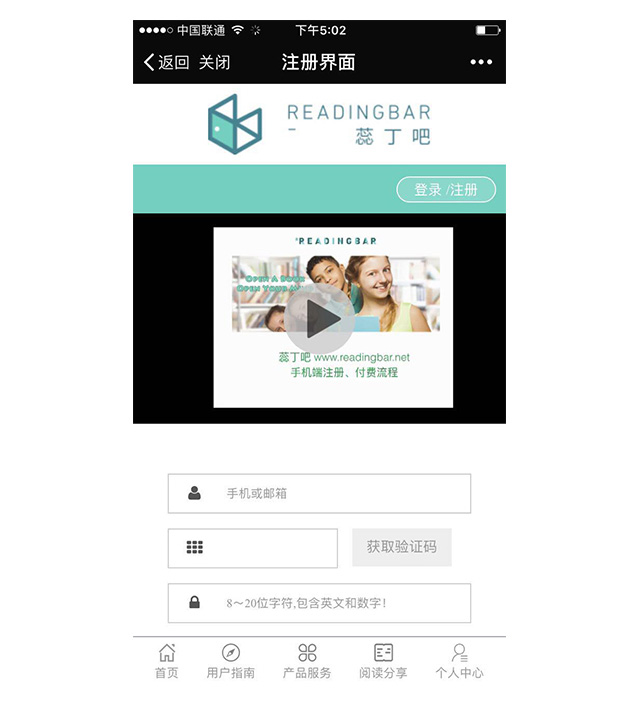 中国联通 下午5:02
返回 关闭 注册界面
READINGBAR
蕊丁吧
登录 /注册
READINGBAR
OPEN A BOOK
蕊丁吧 www.readingbar.net
手机端注册、付费流程
手机或邮箱
获取验证码
8～20位字符,包含英文和数字!
首页 用户指南 产品服务 阅读分享 个人中心